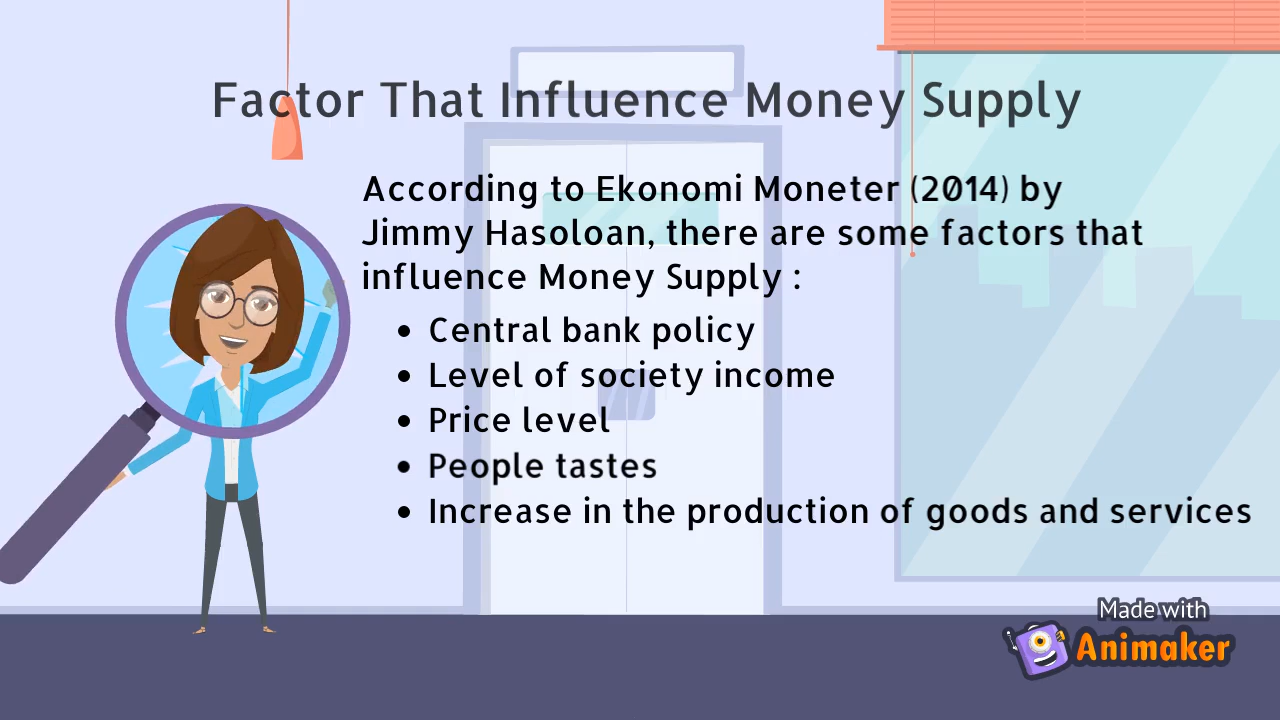 Factor That Influence Money Supply
According to Ekonomi Moneter (2014) by
Jimmy Hasoloan, there are some factors that
influence Money Supply :
• Central bank policy
• Level of society income
• Price level
• People tastes
• Increase in the production of goods and services
Made with
Animaker